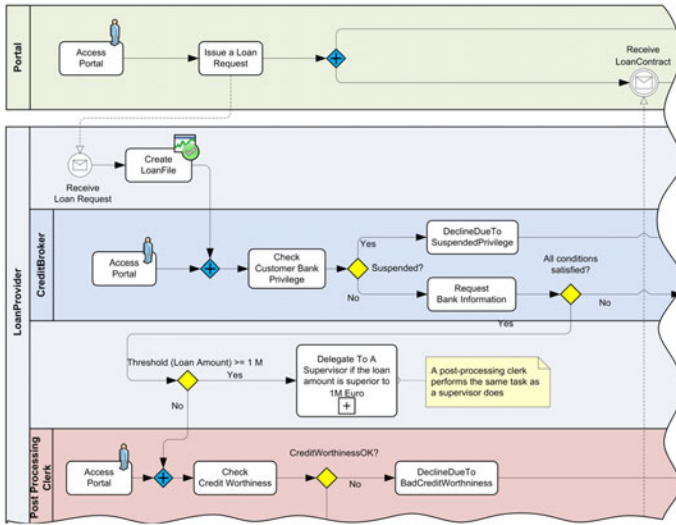 Portal
Access
Portal
Issue a Loan
Request
Receive
LoanContract
LoanProvider
Receive
Loan Request
Create
LoanFile
CreditBroker
Access
Portal
Check
Customer Bank
Privilege
Suspended?
Yes
DeclineDueTo
SuspendedPrivilege
No
Request
Bank Information
All conditions
satisfied?
No
Yes
Threshold (Loan Amount) >= 1 M
Yes
No
Delegate To A
Supervisor if the loan
amount is superior to
1M Euro
A post-processing clerk
performs the same task as
a supervisor does
Post Processing
Clerk
Access
Portal
Check
Credit Worthiness
CreditWorthinessOK?
No
DeclineDueTo
BadCreditWorthniness